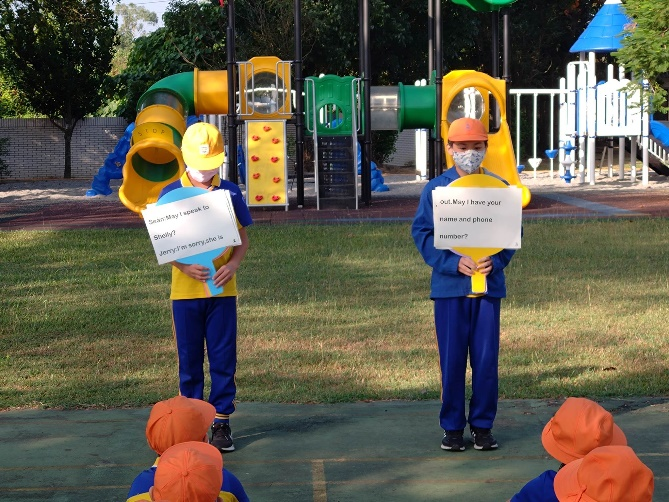 Sean:May I speak to
Shelly?
Jerry:I'm sorry,she is
out.May I have your
name and phone
number?